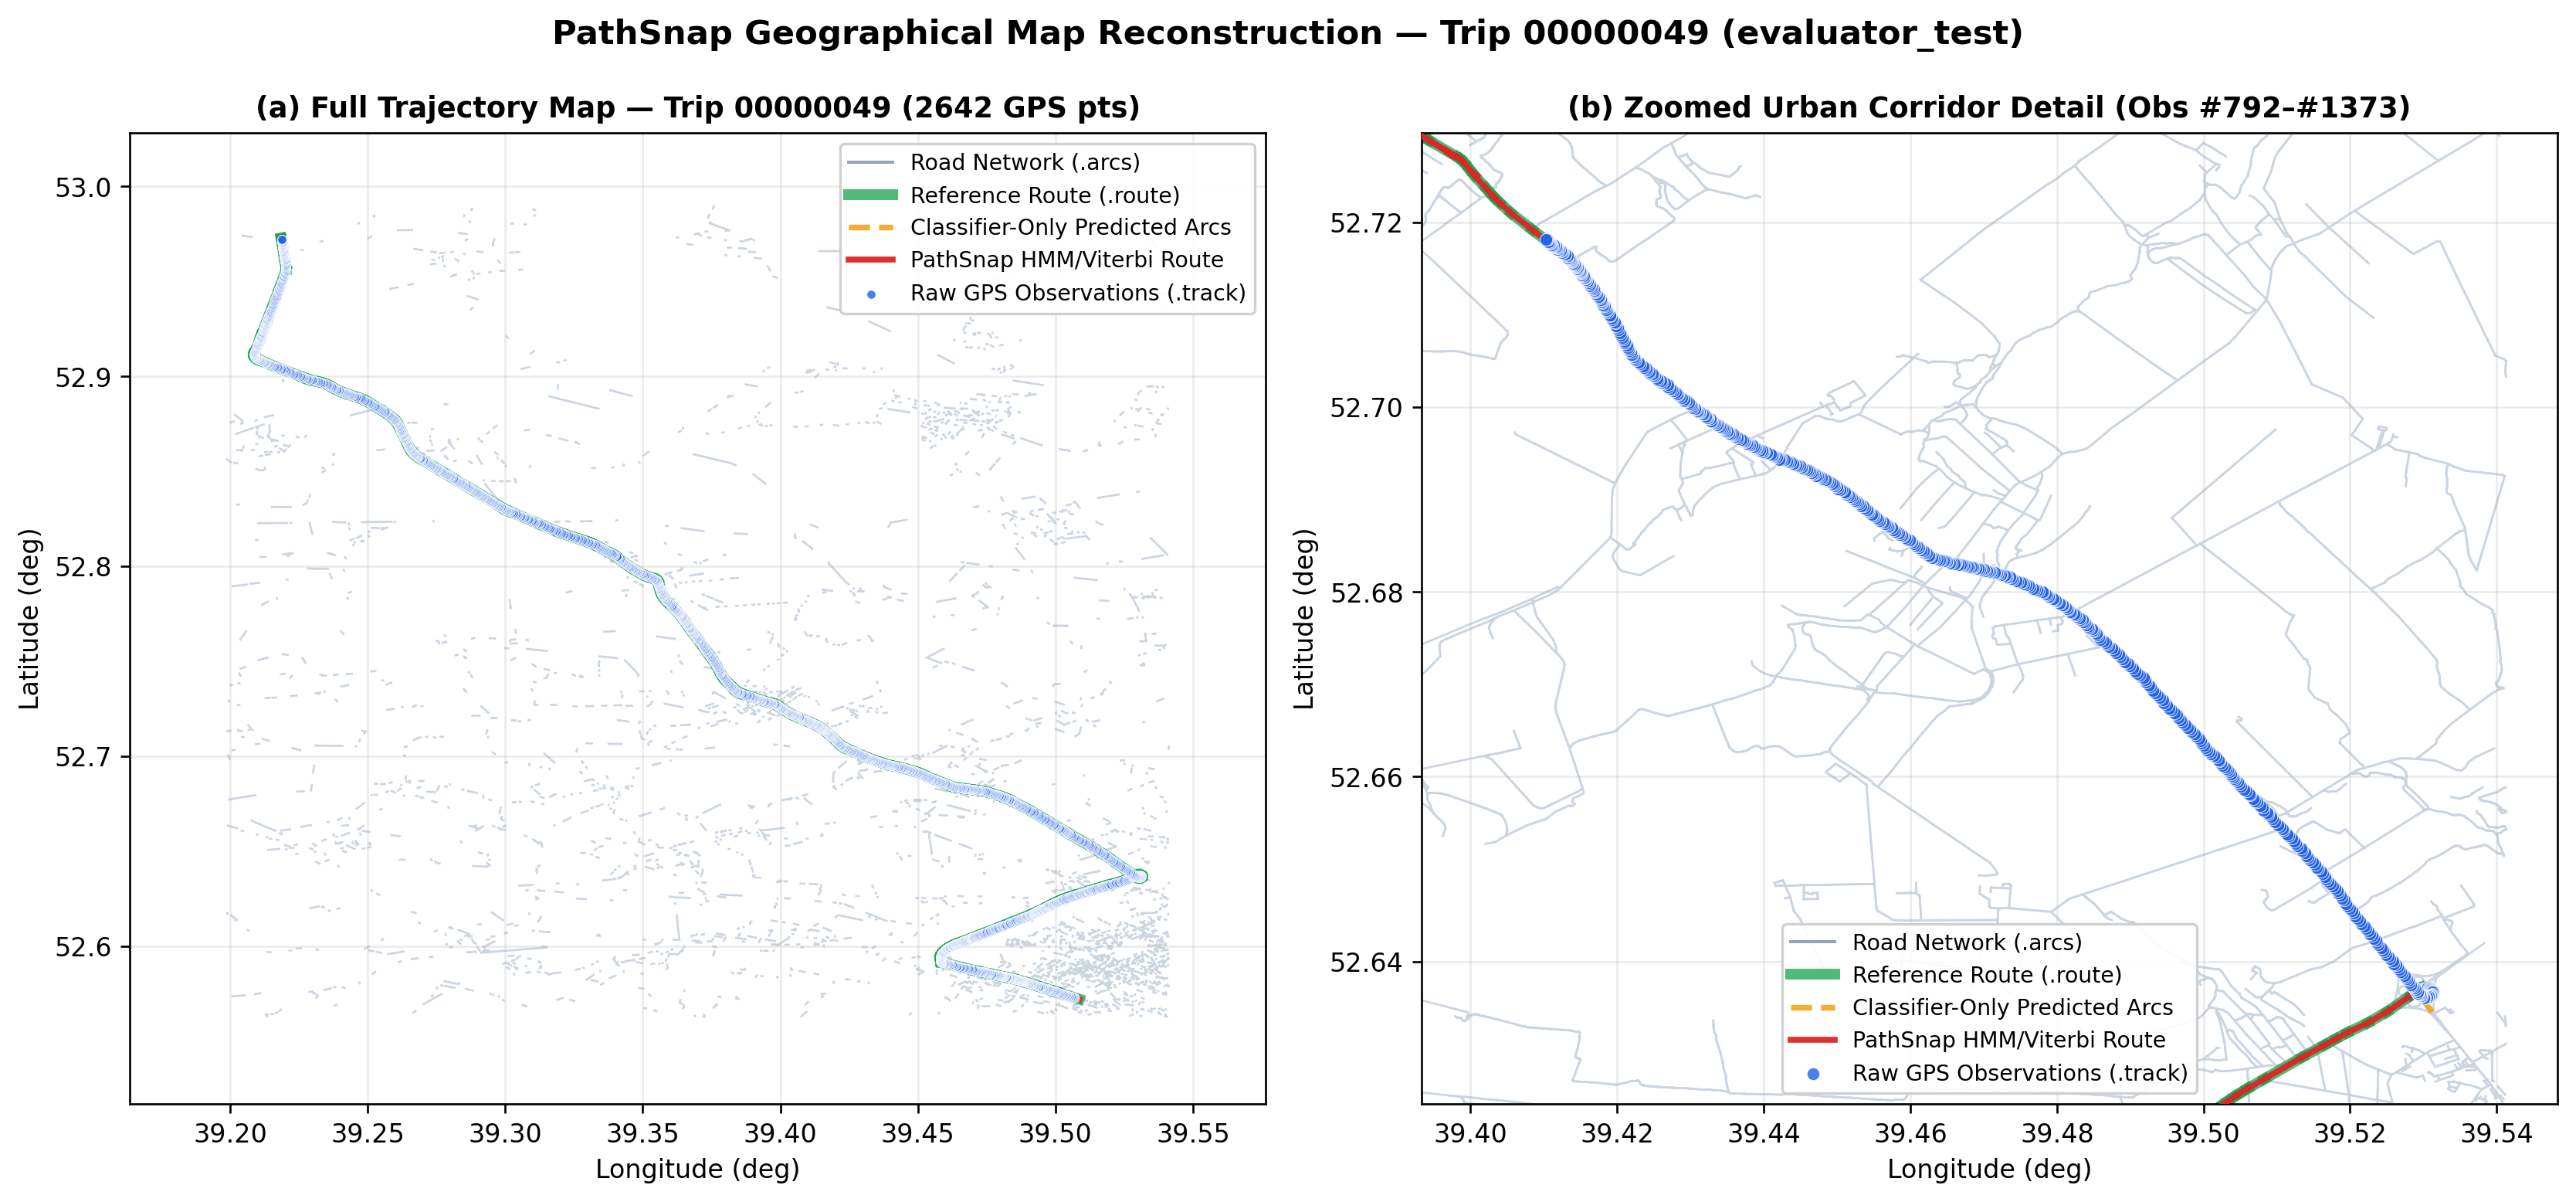 PathSnap Geographical Map Reconstruction — Trip 00000049 (evaluator_test)
(a) Full Trajectory Map — Trip 00000049 (2642 GPS pts)
Road Network (.arcs)
Reference Route (.route)
Classifier-Only Predicted Arcs
PathSnap HMM/Viterbi Route
Raw GPS Observations (.track)
53.0
52.9
52.8
52.7
52.6
Latitude (deg)
39.20 39.25 39.30 39.35 39.40 39.45 39.50 39.55
Longitude (deg)
(b) Zoomed Urban Corridor Detail (Obs #792–#1373)
52.72
52.70
52.68
52.66
52.64
Latitude (deg)
Road Network (.arcs)
Reference Route (.route)
Classifier-Only Predicted Arcs
PathSnap HMM/Viterbi Route
Raw GPS Observations (.track)
39.40 39.42 39.44 39.46 39.48 39.50 39.52 39.54
Longitude (deg)